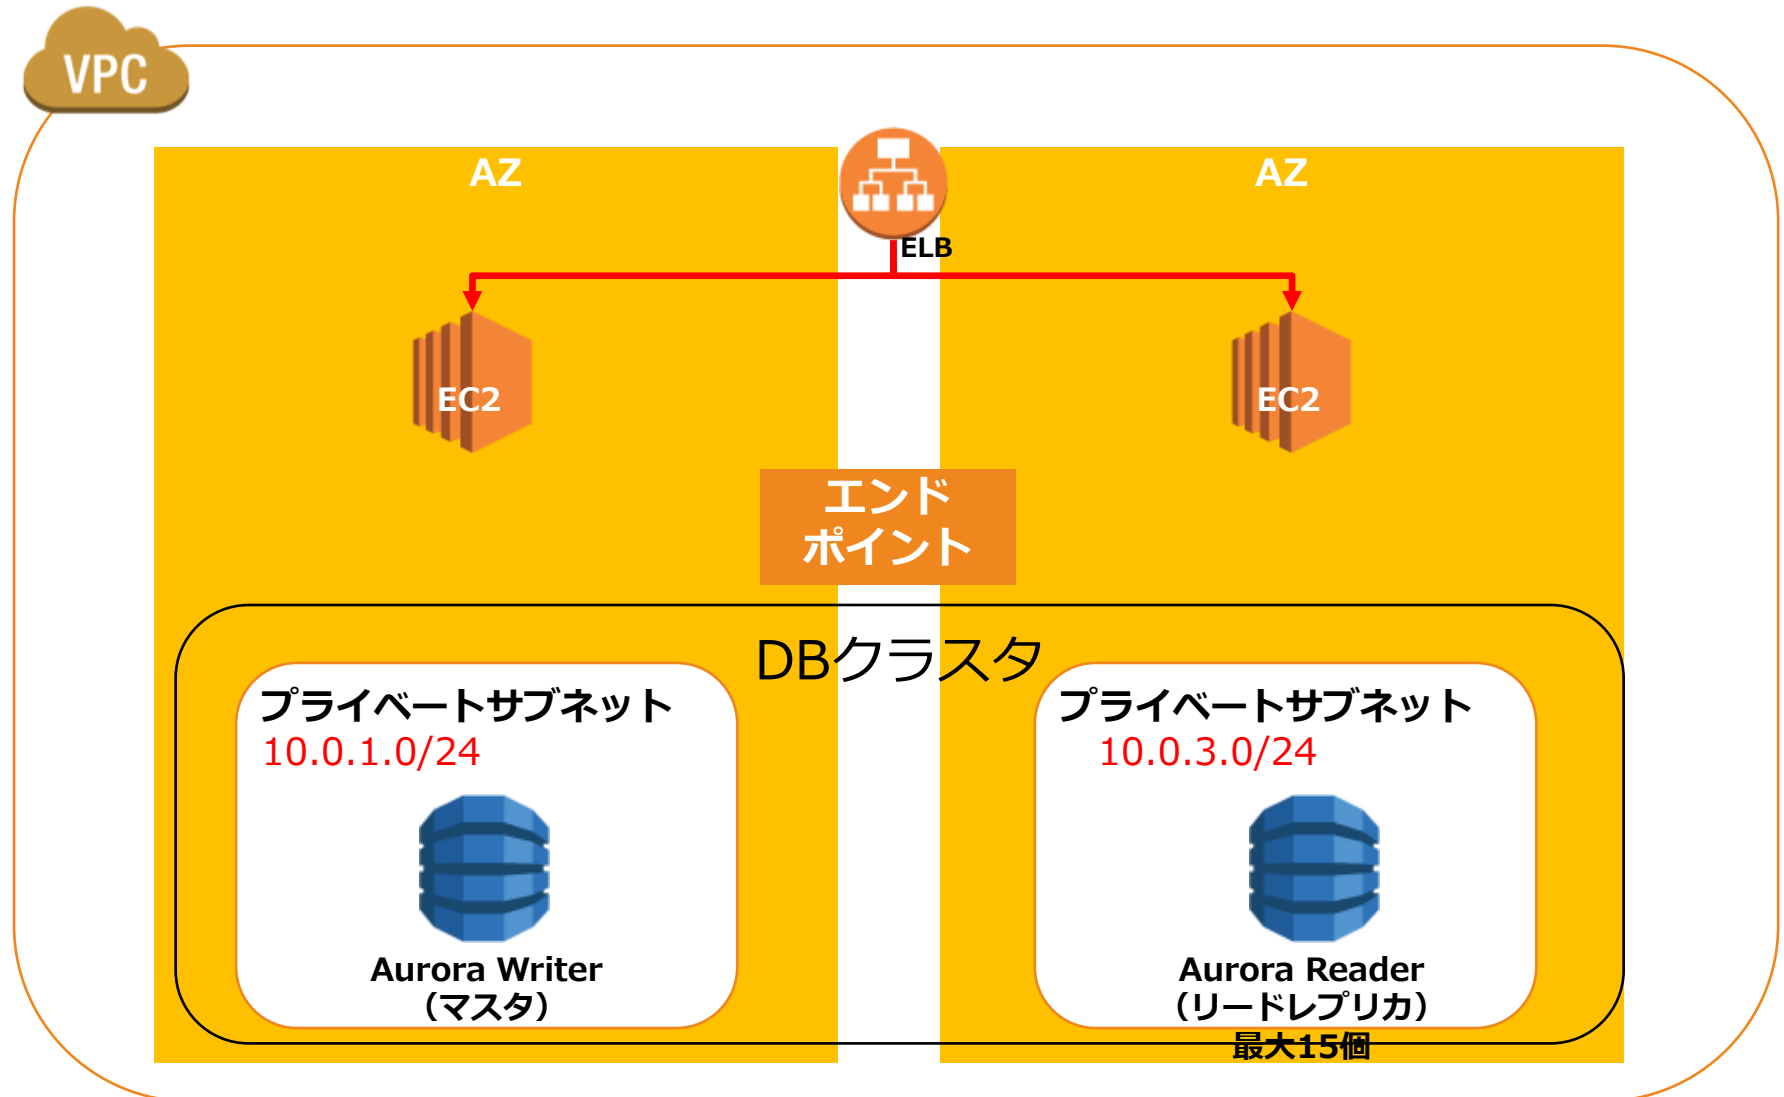 VPC
AZ
AZ
ELB
EC2
EC2
エンド
ポイント
DBクラスタ
プライベートサブネット
10.0.1.0/24
プライベートサブネット
10.0.3.0/24
Aurora Writer
（マスタ）
Aurora Reader
（リードレプリカ）
最大15個